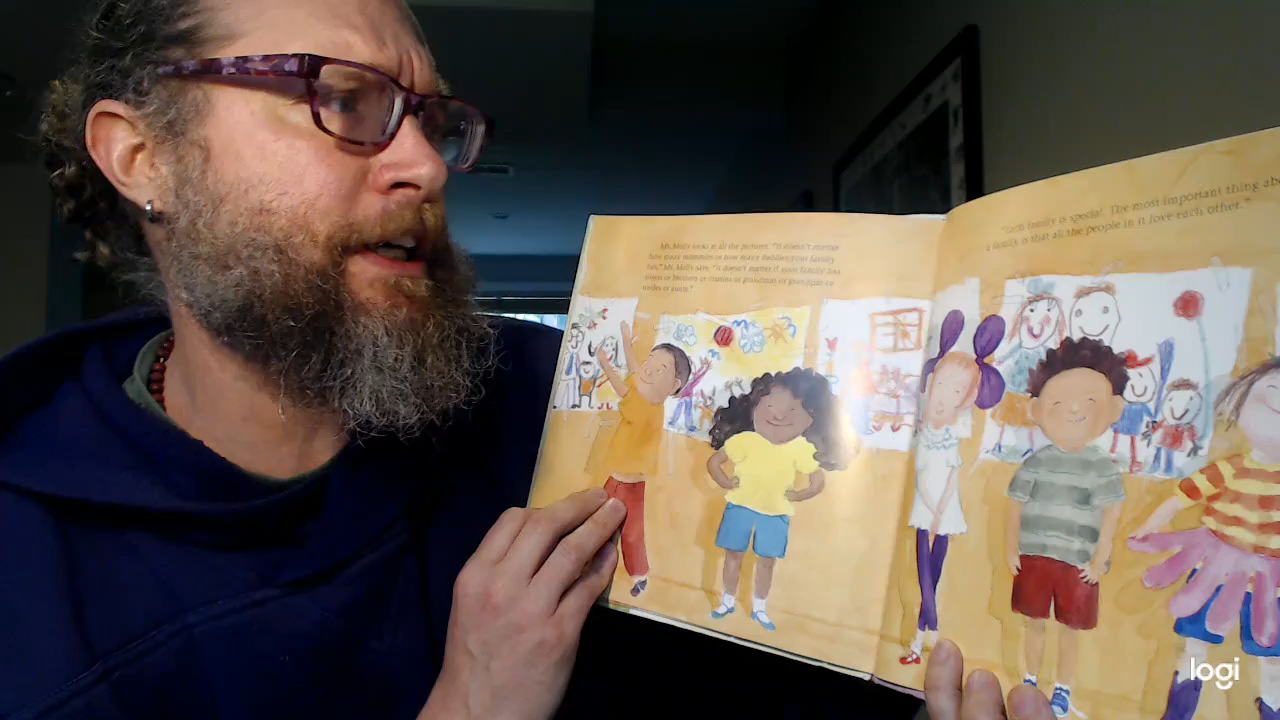 Ms. Molly looks at all the pictures. "It doesn't matter
how many mommies or how many daddies your family
has," Ms. Molly says. "It doesn't matter if your family has
sisters or brothers or cousins or grandmas or grandpas or
uncles or aunts."
"Each family is special. The most important thing
a family is that all the people in it love each other."
logi